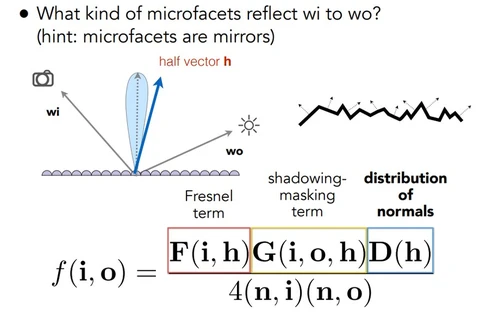 • What kind of microfacets reflect wi to wo?
(hint: microfacets are mirrors)
half vector h
wi
wo
Fresnel
term
shadowing-
masking
term
distribution
of
normals
f(i, o) = F(i, h)G(i, o, h)D(h) / 4(n, i)(n, o)